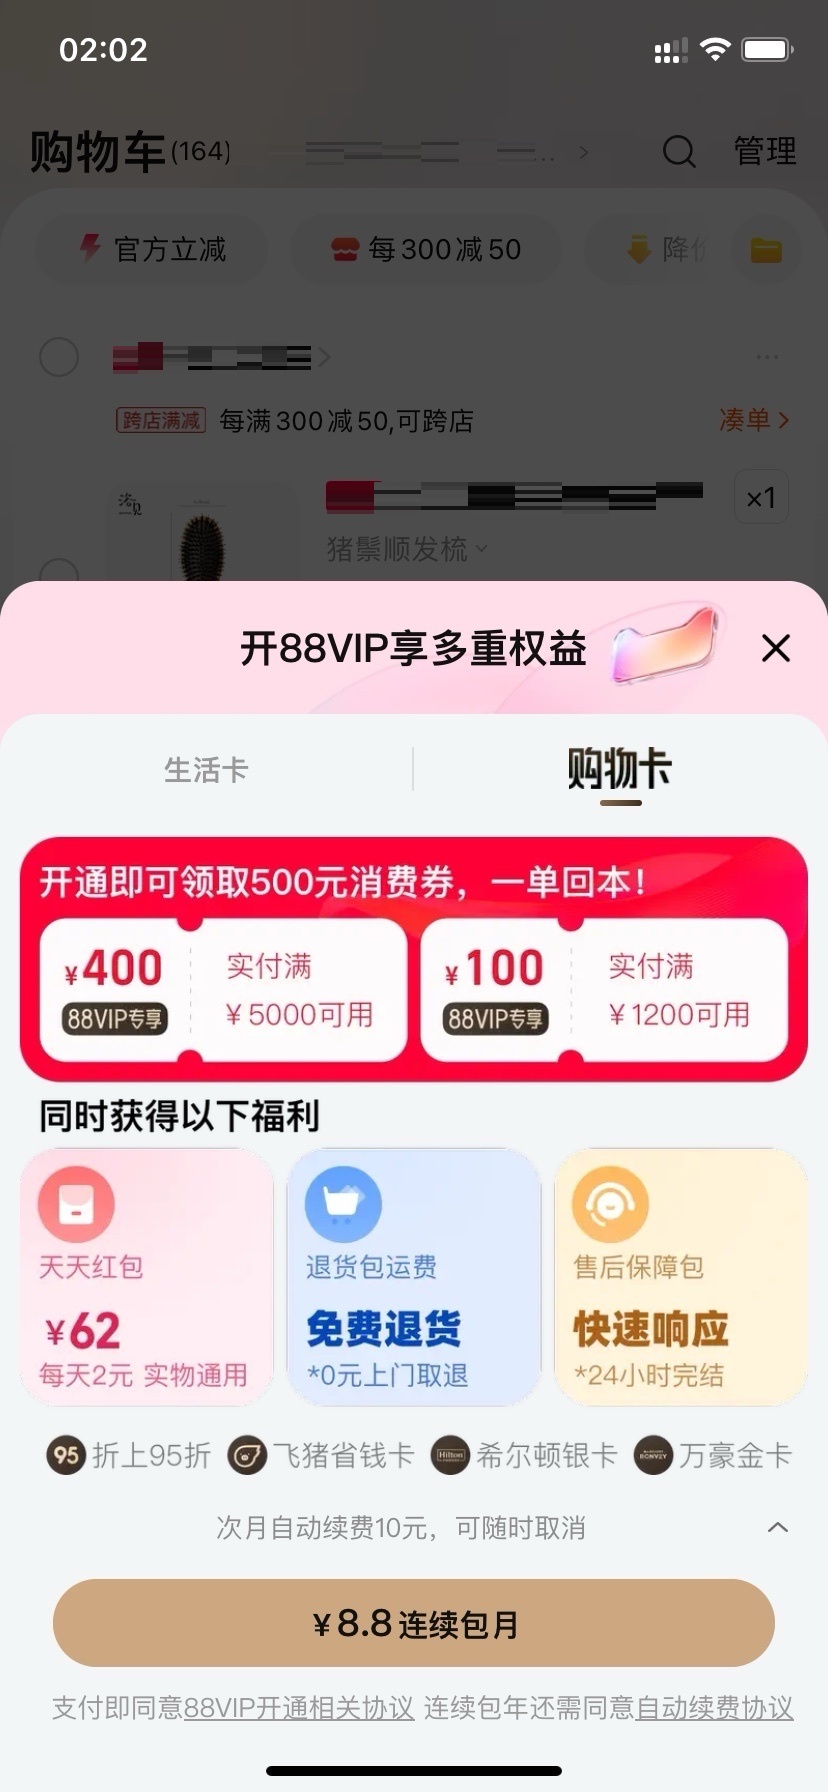 02:02
购物车(164)
管理
官方立减
每300减50
降价
跨店满减 每满300减50,可跨店
凑单
×1
猪鬃顺发梳
开88VIP享多重权益
生活卡
购物卡
开通即可领取500元消费券，一单回本！
¥400
88VIP专享
实付满
¥5000可用
¥100
88VIP专享
实付满
¥1200可用
同时获得以下福利
天天红包
¥62
每天2元 实物通用
退货包运费
免费退货
*0元上门取退
售后保障包
快速响应
*24小时完结
95 折上95折
飞猪省钱卡
Hilton 希尔顿银卡
BONVOY 万豪金卡
次月自动续费10元，可随时取消
¥8.8连续包月
支付即同意88VIP开通相关协议 连续包年还需同意自动续费协议